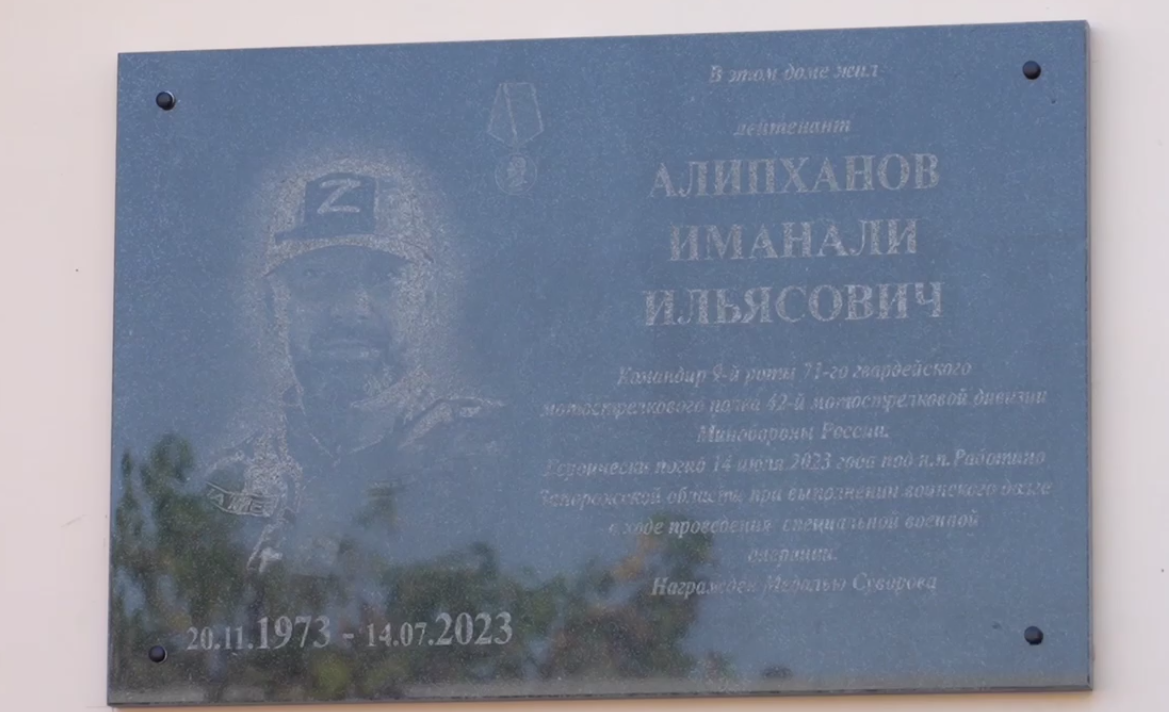 В этом доме жил
лейтенант
АЛИПХАНОВ
ИМАНАЛИ
ИЛЬЯСОВИЧ
Командир 9-й роты 71-го гвардейского
мотострелкового полка 42-й мотострелковой дивизии
Минобороны России.
Героически погиб 14 июля 2023 года под н.п.Работино
Запорожской области при выполнении воинского долга
в ходе проведения специальной военной
операции.
Награжден Медалью Суворова
20.11.1973 - 14.07.2023
Z